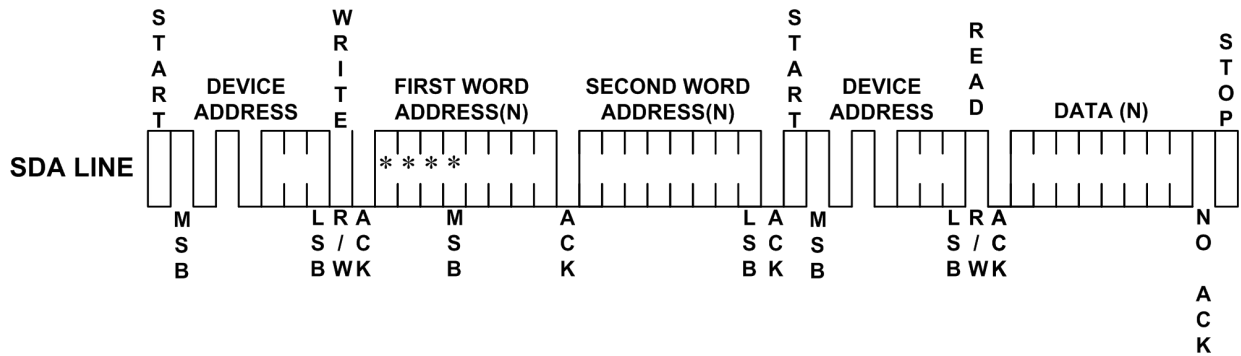 START
WRITE
START
READ
STOP
DEVICE
ADDRESS
FIRST WORD
ADDRESS(N)
SECOND WORD
ADDRESS(N)
DEVICE
ADDRESS
DATA (N)
SDA LINE
* * * *
MSB
LSB
R/W
ACK
MSB
ACK
LSB
ACK
MSB
LSB
R/W
ACK
NO ACK